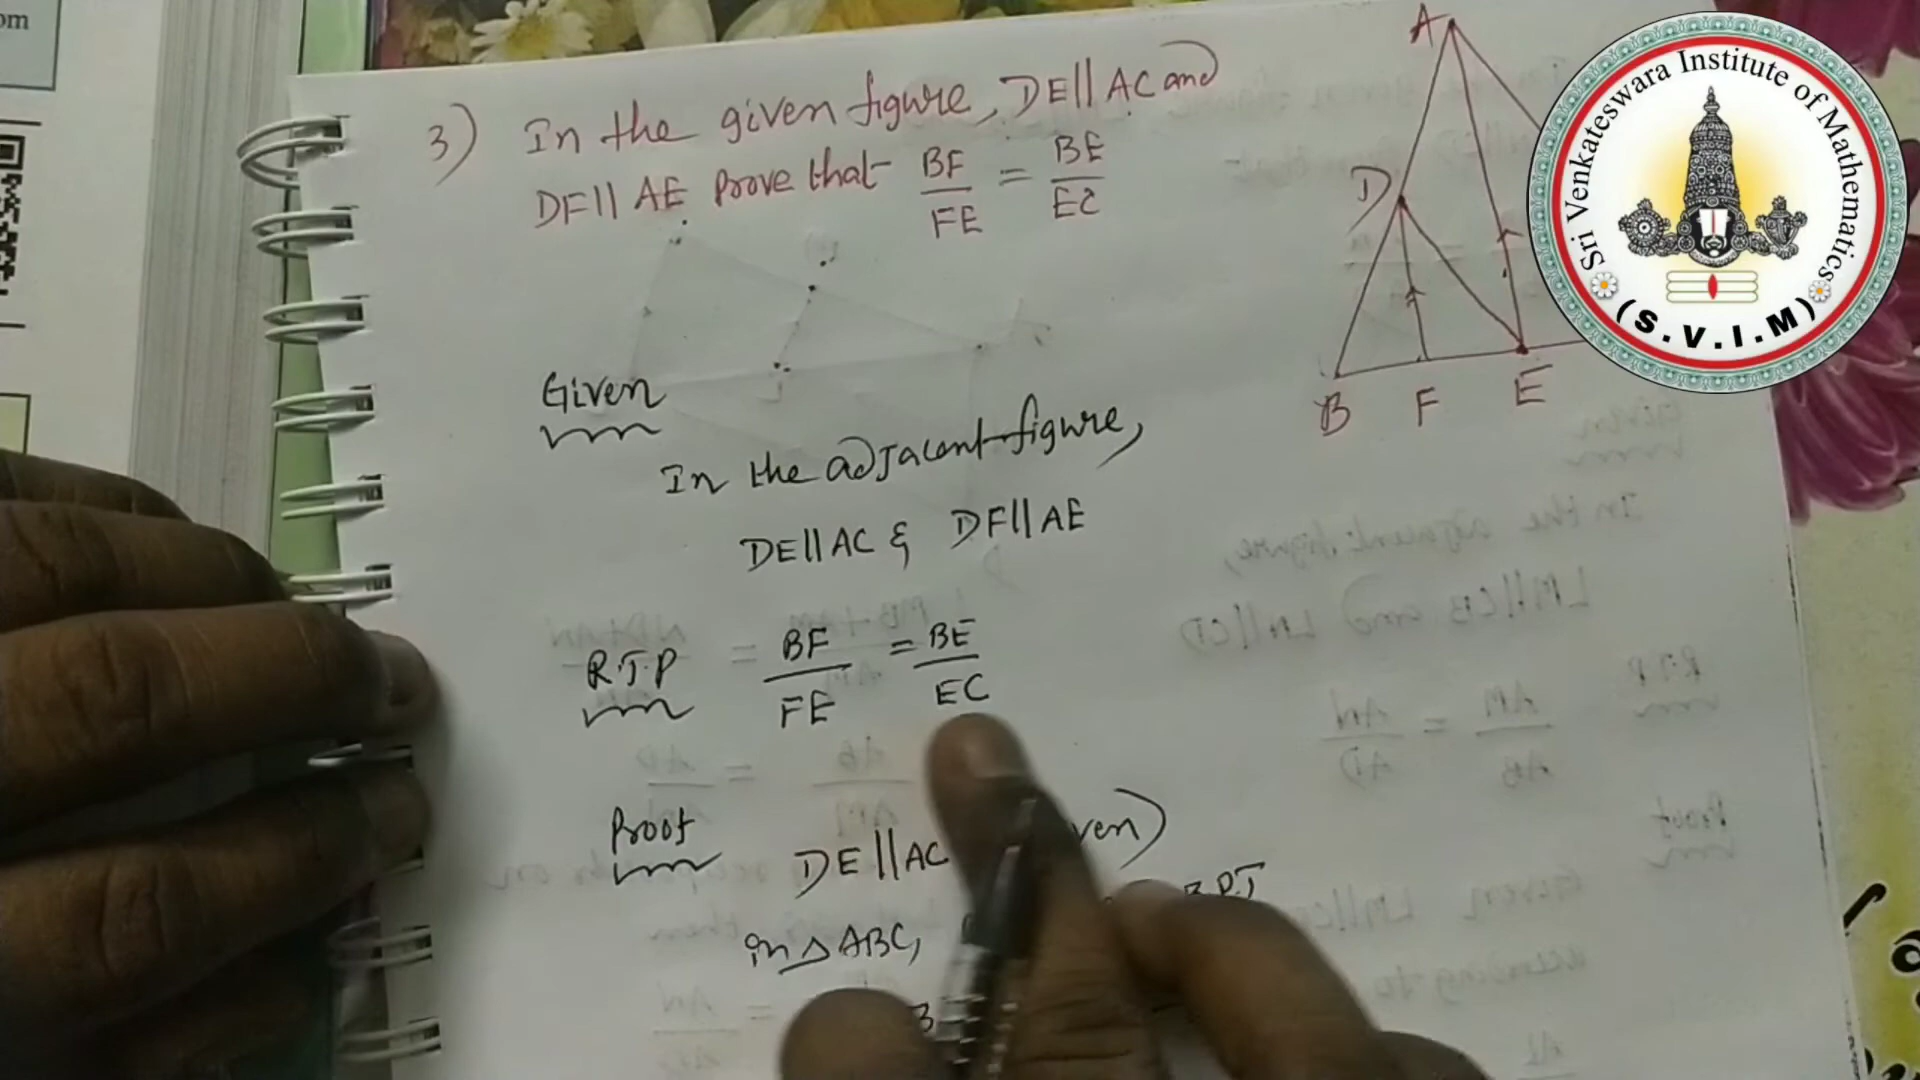 3) In the given figure, DE||AC and
DF||AE Prove that BF/FE = BE/EC
A
D
B F E
Given
In the adjacent figure,
DE||AC & DF||AE
R.T.P = BF/FE = BE/EC
Proof DE||AC
in △ABC, B.P.T
Sri Venkateswara Institute of Mathematics
(S.V.I.M)
om